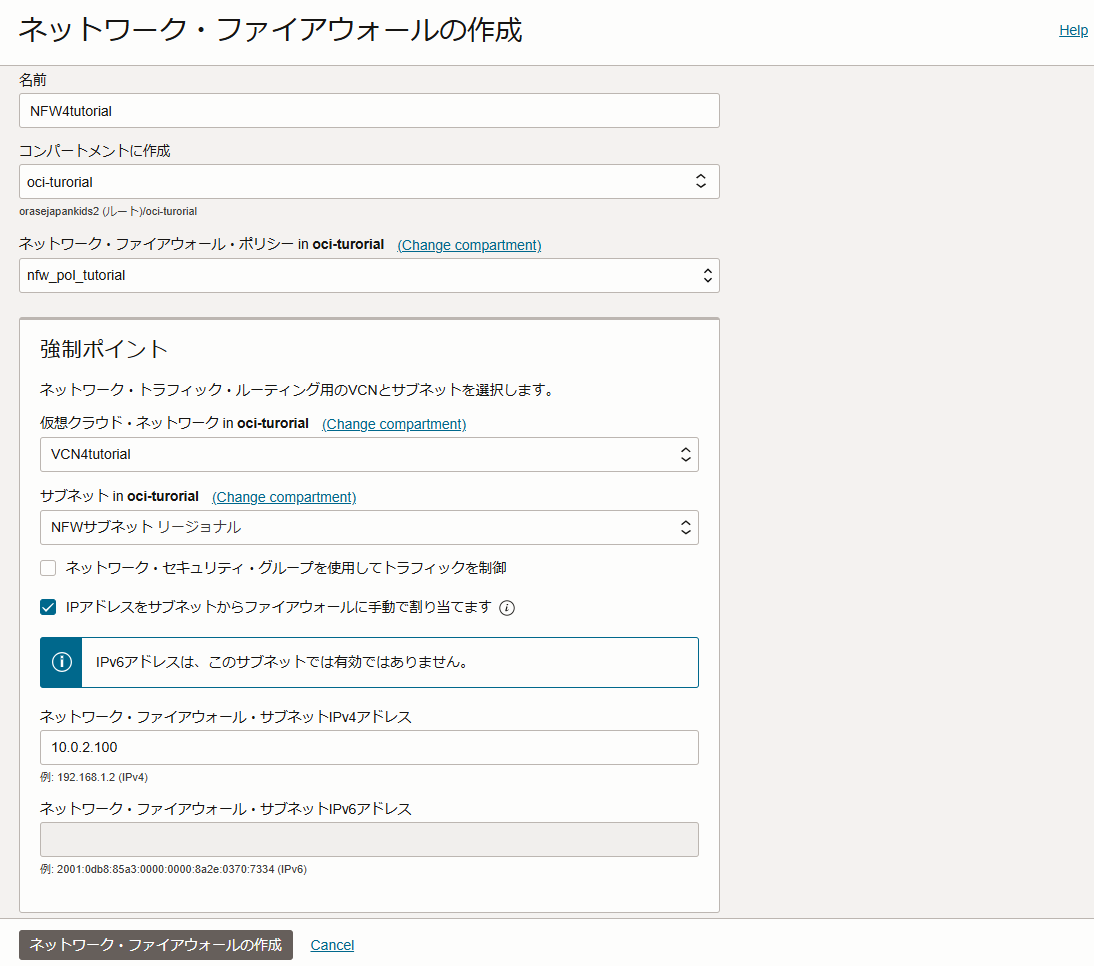 ネットワーク・ファイアウォールの作成
Help
名前
NFW4tutorial
コンパートメントに作成
oci-turorial
orasejapankids2 (ルート)/oci-turorial
ネットワーク・ファイアウォール・ポリシー in oci-turorial (Change compartment)
nfw_pol_tutorial
強制ポイント
ネットワーク・トラフィック・ルーティング用のVCNとサブネットを選択します。
仮想クラウド・ネットワーク in oci-turorial (Change compartment)
VCN4tutorial
サブネット in oci-turorial (Change compartment)
NFWサブネット リージョナル
ネットワーク・セキュリティ・グループを使用してトラフィックを制御
IPアドレスをサブネットからファイアウォールに手動で割り当てます
IPv6アドレスは、このサブネットでは有効ではありません。
ネットワーク・ファイアウォール・サブネットIPv4アドレス
10.0.2.100
例: 192.168.1.2 (IPv4)
ネットワーク・ファイアウォール・サブネットIPv6アドレス
例: 2001:0db8:85a3:0000:0000:8a2e:0370:7334 (IPv6)
ネットワーク・ファイアウォールの作成
Cancel